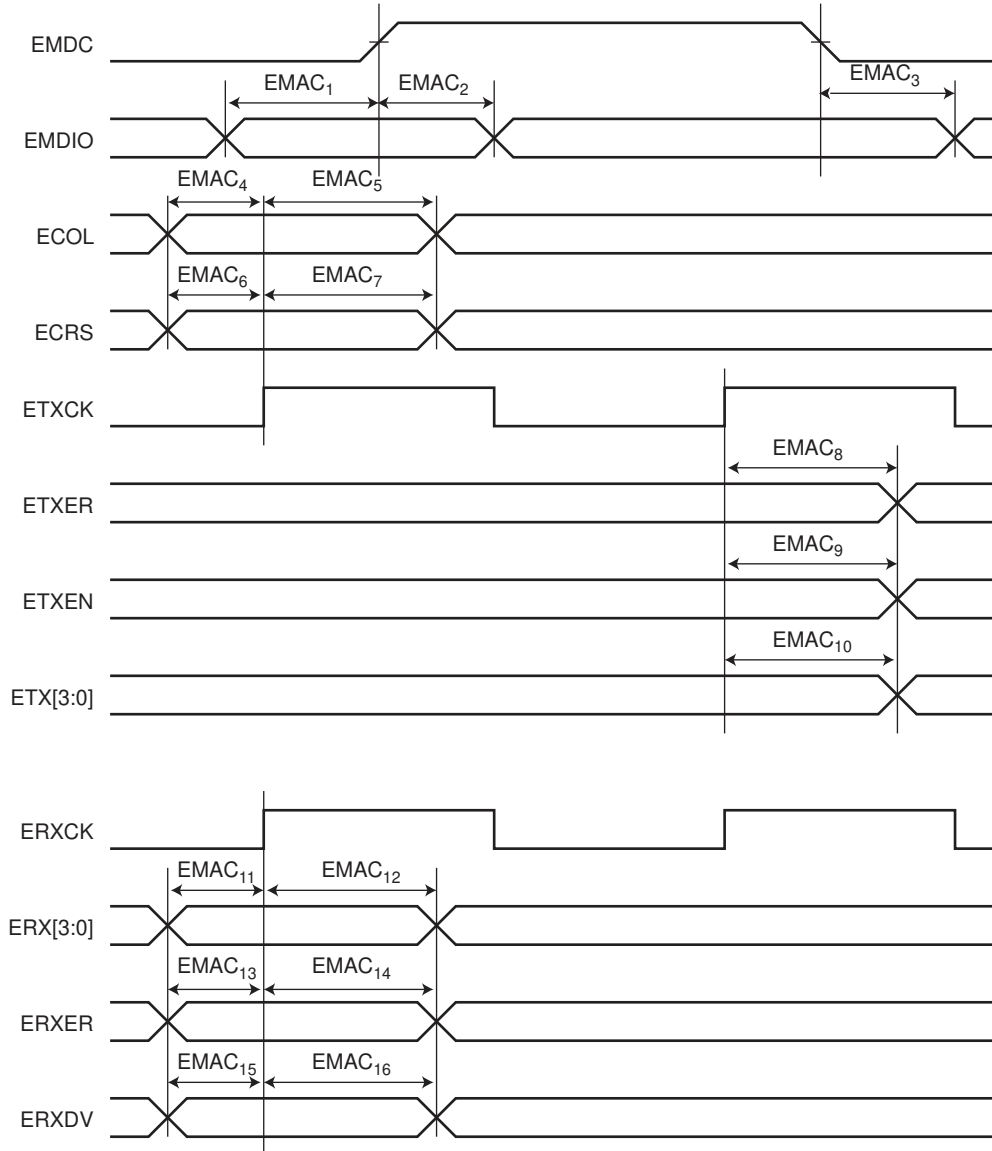 EMDC
EMAC₁ EMAC₂ EMAC₃
EMDIO
EMAC₄ EMAC₅
ECOL
EMAC₆ EMAC₇
ECRS
ETXCK
EMAC₈
ETXER
EMAC₉
ETXEN
EMAC₁₀
ETX[3:0]
ERXCK
EMAC₁₁ EMAC₁₂
ERX[3:0]
EMAC₁₃ EMAC₁₄
ERXER
EMAC₁₅ EMAC₁₆
ERXDV